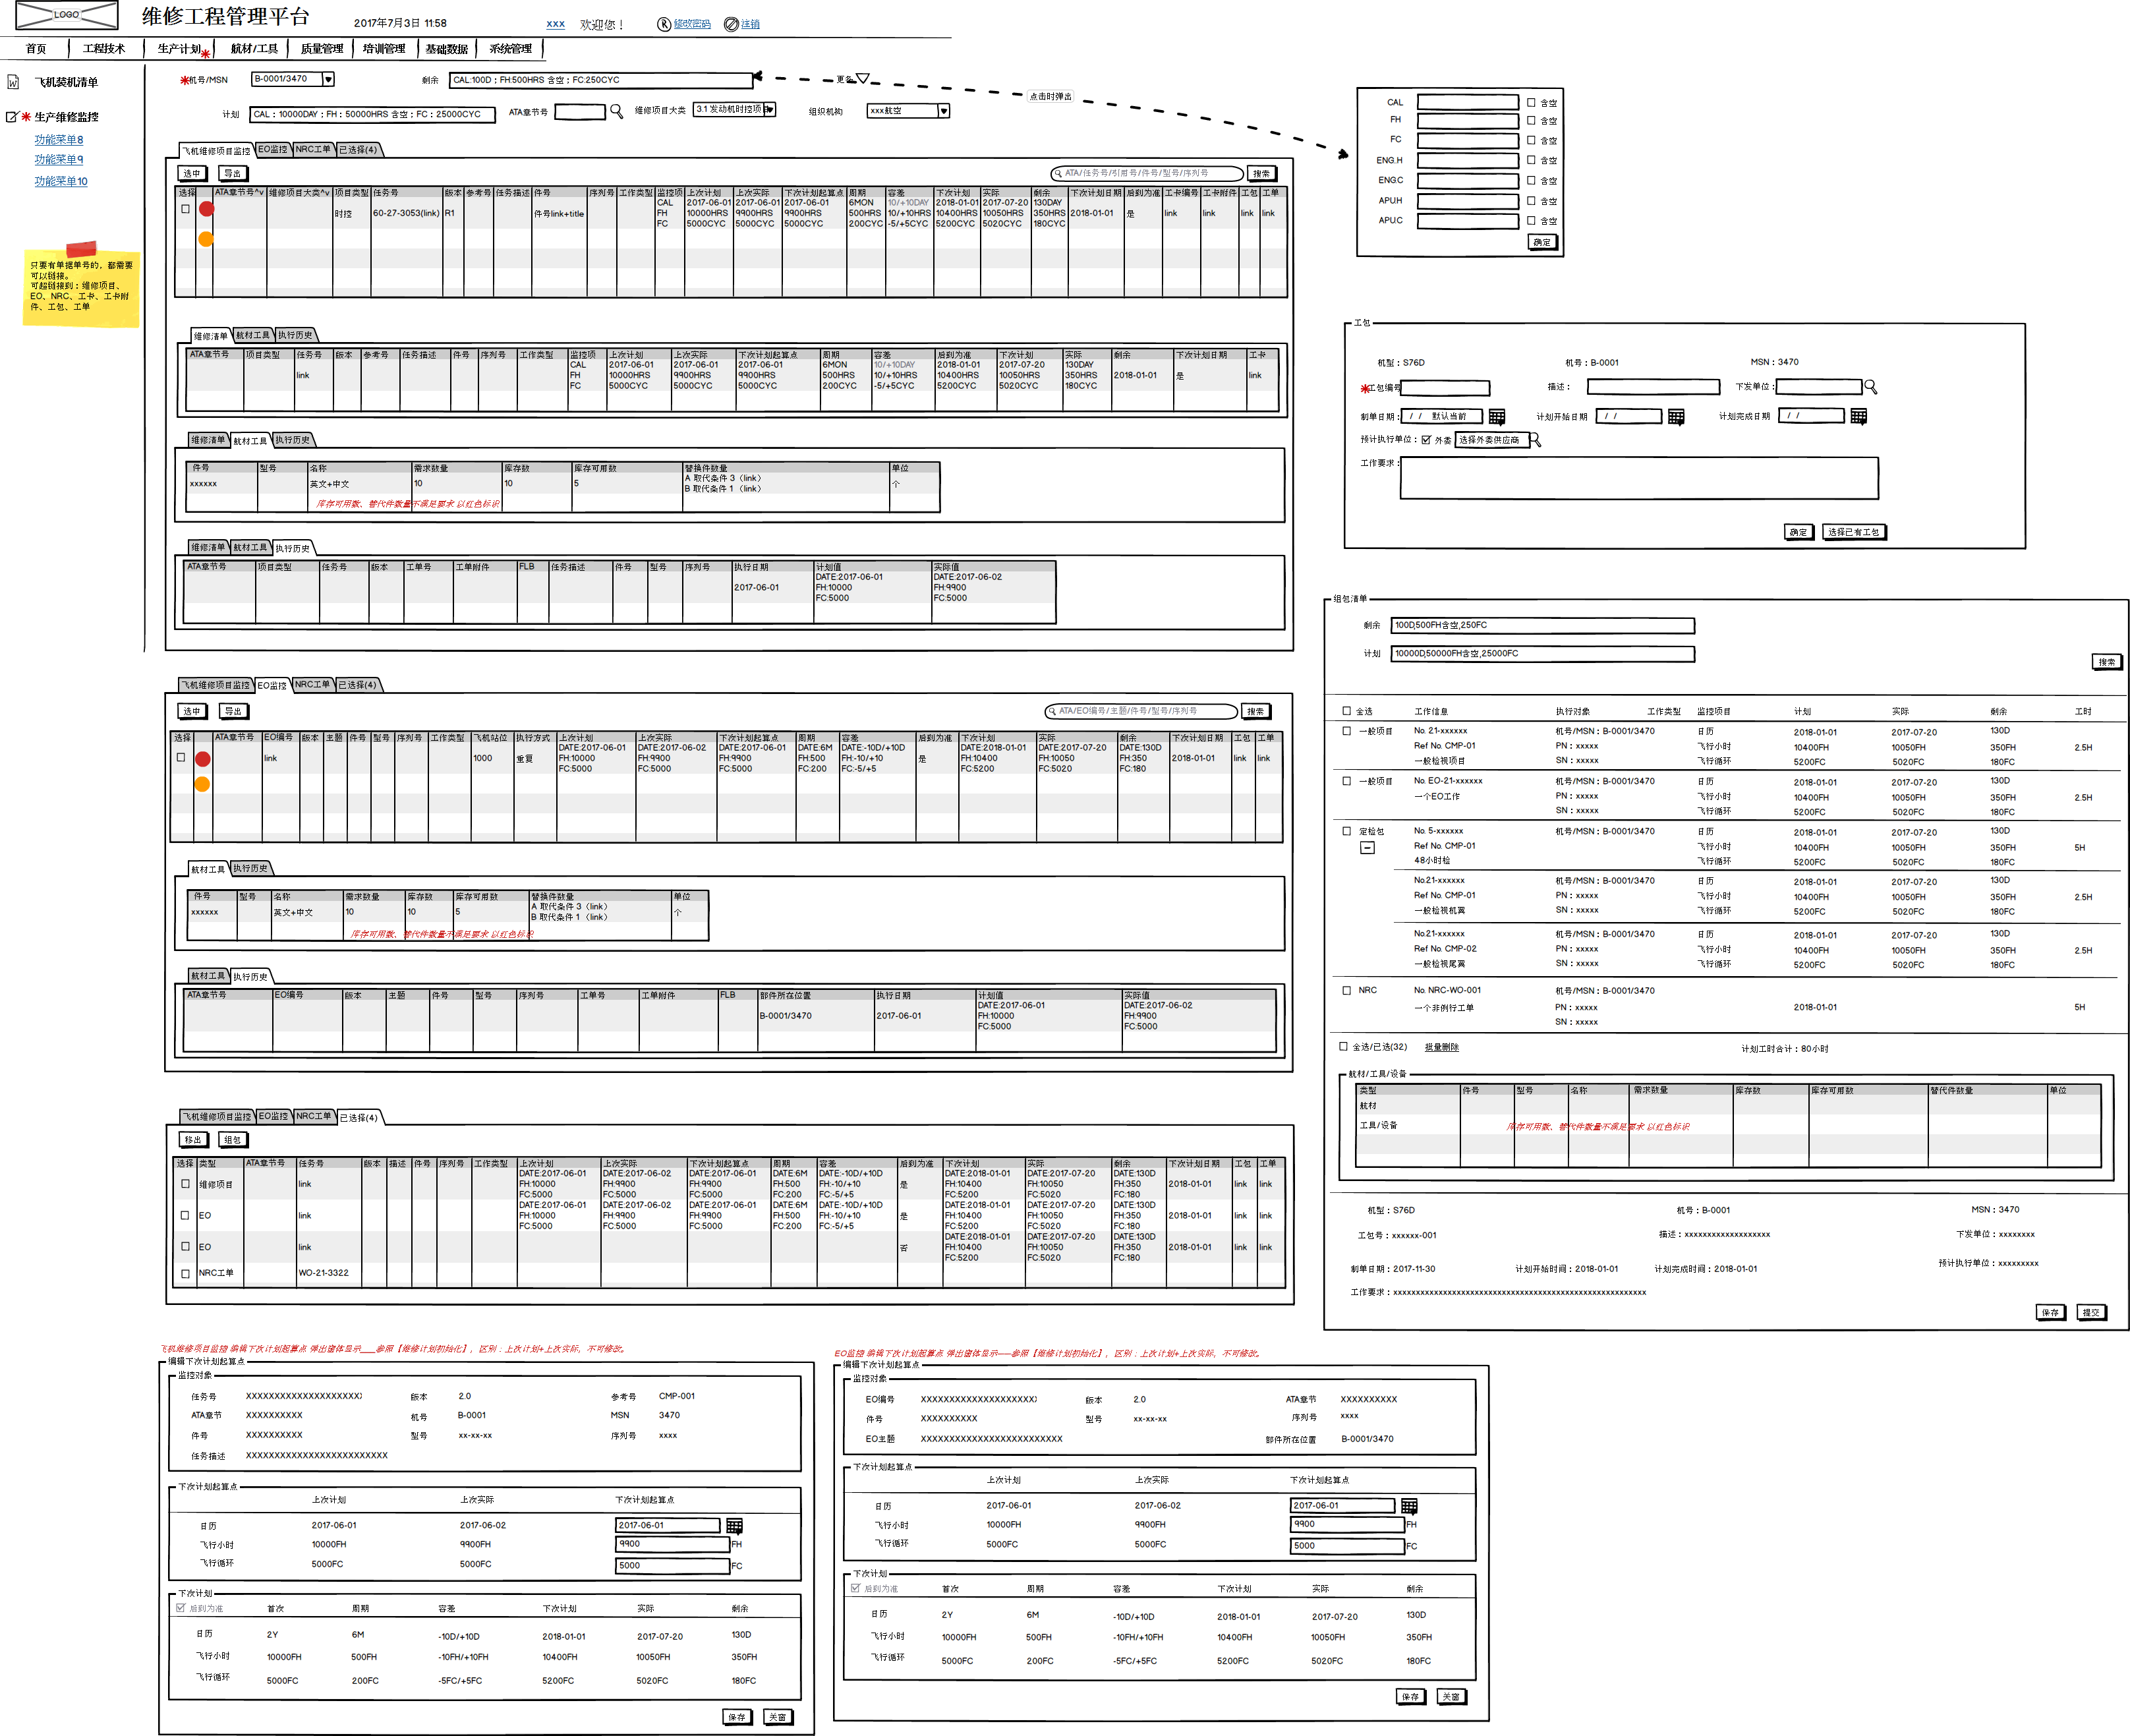 LOGO
维修工程管理平台
2017年7月3日 11:58
xxx 欢迎您！ 修改密码 注销
首页 工程技术 生产计划 航材/工具 质量管理 培训管理 基础数据 系统管理
飞机装机清单
生产维修监控
功能菜单8
功能菜单9
功能菜单10
只要有单据单号的，都需要
可以链接。
可超链接到：维修项目、
EO、NRC、工卡、工卡附
件、工包、工单
机号/MSN B-0001/3470 剩余 CAL:100D；FH:500HRS 含空；FC:250CYC 更多
点击时弹出
计划 CAL：10000DAY；FH：50000HRS 含空；FC：25000CYC ATA章节号 维修项目大类 3.1 发动机时控项目 组织机构 xxx航空
飞机维修项目监控 EO监控 NRC工单 已选择(4)
选中 导出 ATA/任务号/引用号/件号/型号/序列号 搜索
选择 ATA章节号^v 维修项目大类^v 项目类型 任务号 版本 参考号 任务描述 件号 序列号 工作类型 监控项 上次计划 上次实际 下次计划起算点 周期 容差 下次计划 实际 剩余 下次计划日期 后到为准 工卡编号 工卡附件 工包 工单
CAL 2017-06-01 2017-06-01 2017-06-01 6MON 10/+10DAY 2018-01-01 2017-07-20 130DAY
时控 60-27-3053(link) R1 件号link+title FH 10000HRS 9900HRS 9900HRS 500HRS 10/+10HRS 10400HRS 10050HRS 350HRS 2018-01-01 是 link link link link
FC 5000CYC 5000CYC 5000CYC 200CYC -5/+5CYC 5200CYC 5020CYC 180CYC
维修清单 航材工具 执行历史
ATA章节号 项目类型 任务号 版本 参考号 任务描述 件号 序列号 工作类型 监控项 上次计划 上次实际 下次计划起算点 周期 容差 后到为准 下次计划 实际 剩余 下次计划日期 工卡
CAL 2017-06-01 2017-06-01 2017-06-01 6MON 10/+10DAY 2018-01-01 2017-07-20 130DAY
link FH 10000HRS 9900HRS 9900HRS 500HRS 10/+10HRS 10400HRS 10050HRS 350HRS 2018-01-01 是 link
FC 5000CYC 5000CYC 5000CYC 200CYC -5/+5CYC 5200CYC 5020CYC 180CYC
维修清单 航材工具 执行历史
件号 型号 名称 需求数量 库存数 库存可用数 替换件数量 单位
xxxxxx 英文+中文 10 10 5 A 取代条件 3（link） 个
B 取代条件 1（link）
库存可用数、替代件数量不满足要求 以红色标识
维修清单 航材工具 执行历史
ATA章节号 项目类型 任务号 版本 工单号 工单附件 FLB 任务描述 件号 型号 序列号 执行日期 计划值 实际值
DATE:2017-06-01 DATE:2017-06-02
2017-06-01 FH:10000 FH:9900
FC:5000 FC:5000
飞机维修项目监控 EO监控 NRC工单 已选择(4)
选中 导出 ATA/EO编号/主题/件号/型号/序列号 搜索
选择 ATA章节号 EO编号 版本 主题 件号 型号 序列号 工作类型 飞机站位 执行方式 上次计划 上次实际 下次计划起算点 周期 容差 后到为准 下次计划 实际 剩余 下次计划日期 工包 工单
DATE:2017-06-01 DATE:2017-06-02 DATE:2017-06-01 DATE:6M DATE:-10D/+10D DATE:2018-01-01 DATE:2017-07-20 DATE:130D
link 1000 重复 FH:10000 FH:9900 FH:9900 FH:500 FH:-10/+10 是 FH:10400 FH:10050 FH:350 2018-01-01 link link
FC:5000 FC:5000 FC:5000 FC:200 FC:-5/+5 FC:5200 FC:5020 FC:180
航材工具 执行历史
件号 型号 名称 需求数量 库存数 库存可用数 替换件数量 单位
xxxxxx 英文+中文 10 10 5 A 取代条件 3（link） 个
B 取代条件 1（link）
库存可用数、替代件数量不满足要求 以红色标识
航材工具 执行历史
ATA章节号 EO编号 版本 主题 件号 型号 序列号 工单号 工单附件 FLB 部件所在位置 执行日期 计划值 实际值
DATE:2017-06-01 DATE:2017-06-02
B-0001/3470 2017-06-01 FH:10000 FH:9900
FC:5000 FC:5000
飞机维修项目监控 EO监控 NRC工单 已选择(4)
移出 组包
选择 类型 ATA章节号 任务号 版本 描述 件号 序列号 工作类型 上次计划 上次实际 下次计划起算点 周期 容差 后到为准 下次计划 实际 剩余 下次计划日期 工包 工单
DATE:2017-06-01 DATE:2017-06-02 DATE:2017-06-01 DATE:6M DATE:-10D/+10D DATE:2018-01-01 DATE:2017-07-20 DATE:130D
维修项目 link FH:10000 FH:9900 FH:9900 FH:500 FH:-10/+10 是 FH:10400 FH:10050 FH:350 2018-01-01 link link
FC:5000 FC:5000 FC:5000 FC:200 FC:-5/+5 FC:5200 FC:5020 FC:180
DATE:2017-06-01 DATE:2017-06-02 DATE:2017-06-01 DATE:6M DATE:-10D/+10D DATE:2018-01-01 DATE:2017-07-20 DATE:130D
EO link FH:10000 FH:9900 FH:9900 FH:500 FH:-10/+10 是 FH:10400 FH:10050 FH:350 2018-01-01 link link
FC:5000 FC:5000 FC:5000 FC:200 FC:-5/+5 FC:5200 FC:5020 FC:180
DATE:2018-01-01 DATE:2017-07-20 DATE:130D
EO link 否 FH:10400 FH:10050 FH:350 2018-01-01 link link
FC:5200 FC:5020 FC:180
NRC工单 WO-21-3322
飞机维修项目监控 编辑下次计划起算点 弹出窗体显示___参照【维修计划初始化】，区别：上次计划+上次实际，不可修改。
编辑下次计划起算点
监控对象
任务号 XXXXXXXXXXXXXXXXXXXX 版本 2.0 参考号 CMP-001
ATA章节 XXXXXXXXXX 机号 B-0001 MSN 3470
件号 XXXXXXXXXX 型号 xx-xx-xx 序列号 xxxx
任务描述 XXXXXXXXXXXXXXXXXXXXXXXXX
下次计划起算点
上次计划 上次实际 下次计划起算点
日历 2017-06-01 2017-06-02 2017-06-01
飞行小时 10000FH 9900FH 9900 FH
飞行循环 5000FC 5000FC 5000 FC
下次计划
后到为准 首次 周期 容差 下次计划 实际 剩余
日历 2Y 6M -10D/+10D 2018-01-01 2017-07-20 130D
飞行小时 10000FH 500FH -10FH/+10FH 10400FH 10050FH 350FH
飞行循环 5000FC 200FC -5FC/+5FC 5200FC 5020FC 180FC
保存 关窗
EO监控 编辑下次计划起算点 弹出窗体显示——参照【维修计划初始化】，区别：上次计划+上次实际，不可修改。
编辑下次计划起算点
监控对象
EO编号 XXXXXXXXXXXXXXXXXXXX 版本 2.0 ATA章节 XXXXXXXXXX
件号 XXXXXXXXXX 型号 xx-xx-xx 序列号 xxxx
EO主题 XXXXXXXXXXXXXXXXXXXXXXXXX 部件所在位置 B-0001/3470
下次计划起算点
上次计划 上次实际 下次计划起算点
日历 2017-06-01 2017-06-02 2017-06-01
飞行小时 10000FH 9900FH 9900 FH
飞行循环 5000FC 5000FC 5000 FC
下次计划
后到为准 首次 周期 容差 下次计划 实际 剩余
日历 2Y 6M -10D/+10D 2018-01-01 2017-07-20 130D
飞行小时 10000FH 500FH -10FH/+10FH 10400FH 10050FH 350FH
飞行循环 5000FC 200FC -5FC/+5FC 5200FC 5020FC 180FC
保存 关窗
CAL 含空
FH 含空
FC 含空
ENG.H 含空
ENG.C 含空
APU.H 含空
APU.C 含空
确定
工包
机型：S76D 机号：B-0001 MSN：3470
工包编号 描述： 下发单位：
制单日期： / / 默认当前 计划开始日期 / / 计划完成日期 / /
预计执行单位： 外委 选择外委供应商
工作要求：
确定 选择已有工包
组包清单
剩余 100D,500FH含空,250FC
计划 10000D,50000FH含空,25000FC
搜索
全选 工作信息 执行对象 工作类型 监控项目 计划 实际 剩余 工时
一般项目 No. 21-xxxxxx 机号/MSN：B-0001/3470 日历 2018-01-01 2017-07-20 130D
Ref No. CMP-01 PN：xxxxx 飞行小时 10400FH 10050FH 350FH 2.5H
一般检视项目 SN：xxxxx 飞行循环 5200FC 5020FC 180FC
一般项目 No. EO-21-xxxxxx 机号/MSN：B-0001/3470 日历 2018-01-01 2017-07-20 130D
一个EO工作 PN：xxxxx 飞行小时 10400FH 10050FH 350FH 2.5H
SN：xxxxx 飞行循环 5200FC 5020FC 180FC
定检包 No. 5-xxxxxx 机号/MSN：B-0001/3470 日历 2018-01-01 2017-07-20 130D
Ref No. CMP-01 飞行小时 10400FH 10050FH 350FH 5H
48小时检 飞行循环 5200FC 5020FC 180FC
No.21-xxxxxx 机号/MSN：B-0001/3470 日历 2018-01-01 2017-07-20 130D
Ref No. CMP-01 PN：xxxxx 飞行小时 10400FH 10050FH 350FH 2.5H
一般检视机翼 SN：xxxxx 飞行循环 5200FC 5020FC 180FC
No.21-xxxxxx 机号/MSN：B-0001/3470 日历 2018-01-01 2017-07-20 130D
Ref No. CMP-02 PN：xxxxx 飞行小时 10400FH 10050FH 350FH 2.5H
一般检视尾翼 SN：xxxxx 飞行循环 5200FC 5020FC 180FC
NRC No. NRC-WO-001 机号/MSN：B-0001/3470
一个非例行工单 PN：xxxxx 2018-01-01 5H
SN：xxxxx
全选/已选(32) 批量删除 计划工时合计：80小时
航材/工具/设备
类型 件号 型号 名称 需求数量 库存数 库存可用数 替代件数量 单位
航材
工具/设备 库存可用数、替代件数量不满足要求 以红色标识
机型：S76D 机号：B-0001 MSN：3470
工包号：xxxxxx-001 描述：xxxxxxxxxxxxxxxxxxx 下发单位：xxxxxxxx
制单日期：2017-11-30 计划开始时间：2018-01-01 计划完成时间：2018-01-01 预计执行单位：xxxxxxxxx
工作要求：xxxxxxxxxxxxxxxxxxxxxxxxxxxxxxxxxxxxxxxxxxxxxxxxxxxxxxxx
保存 提交